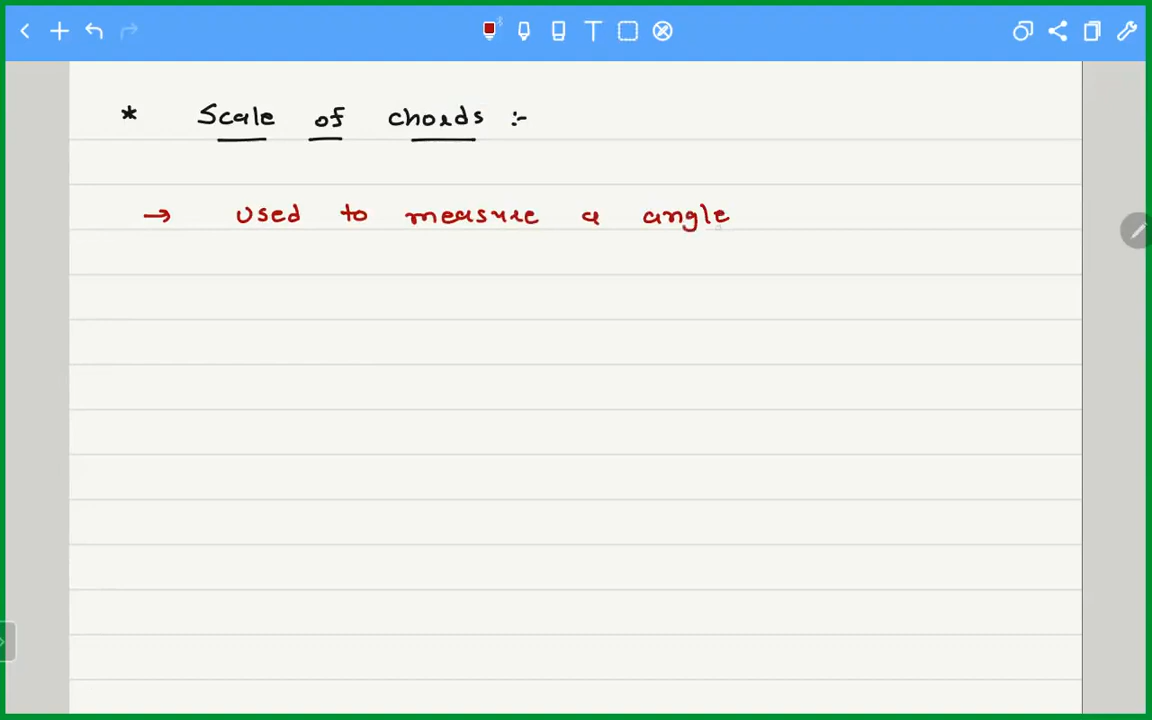 * Scale of chords :-
→ Used to measure a angle